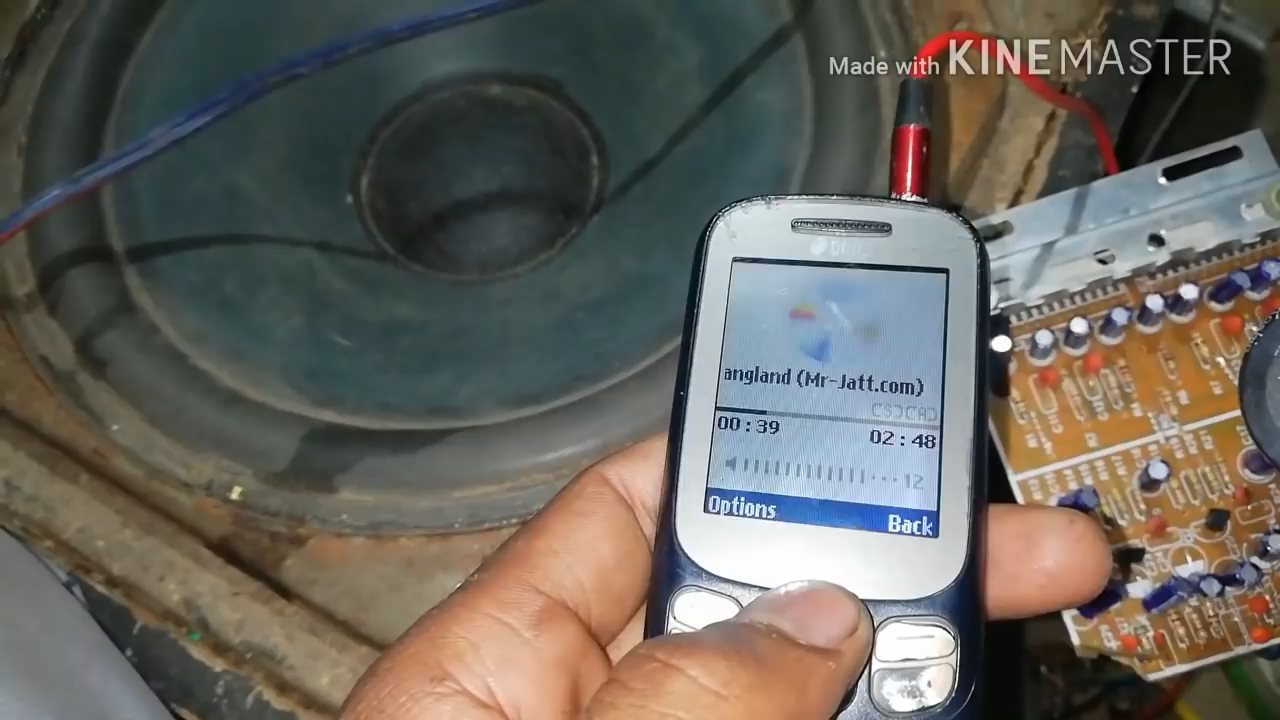 Made with KINEMASTER
angland (Mr-Jatt.com)
00:39 02:48
12
Options Back